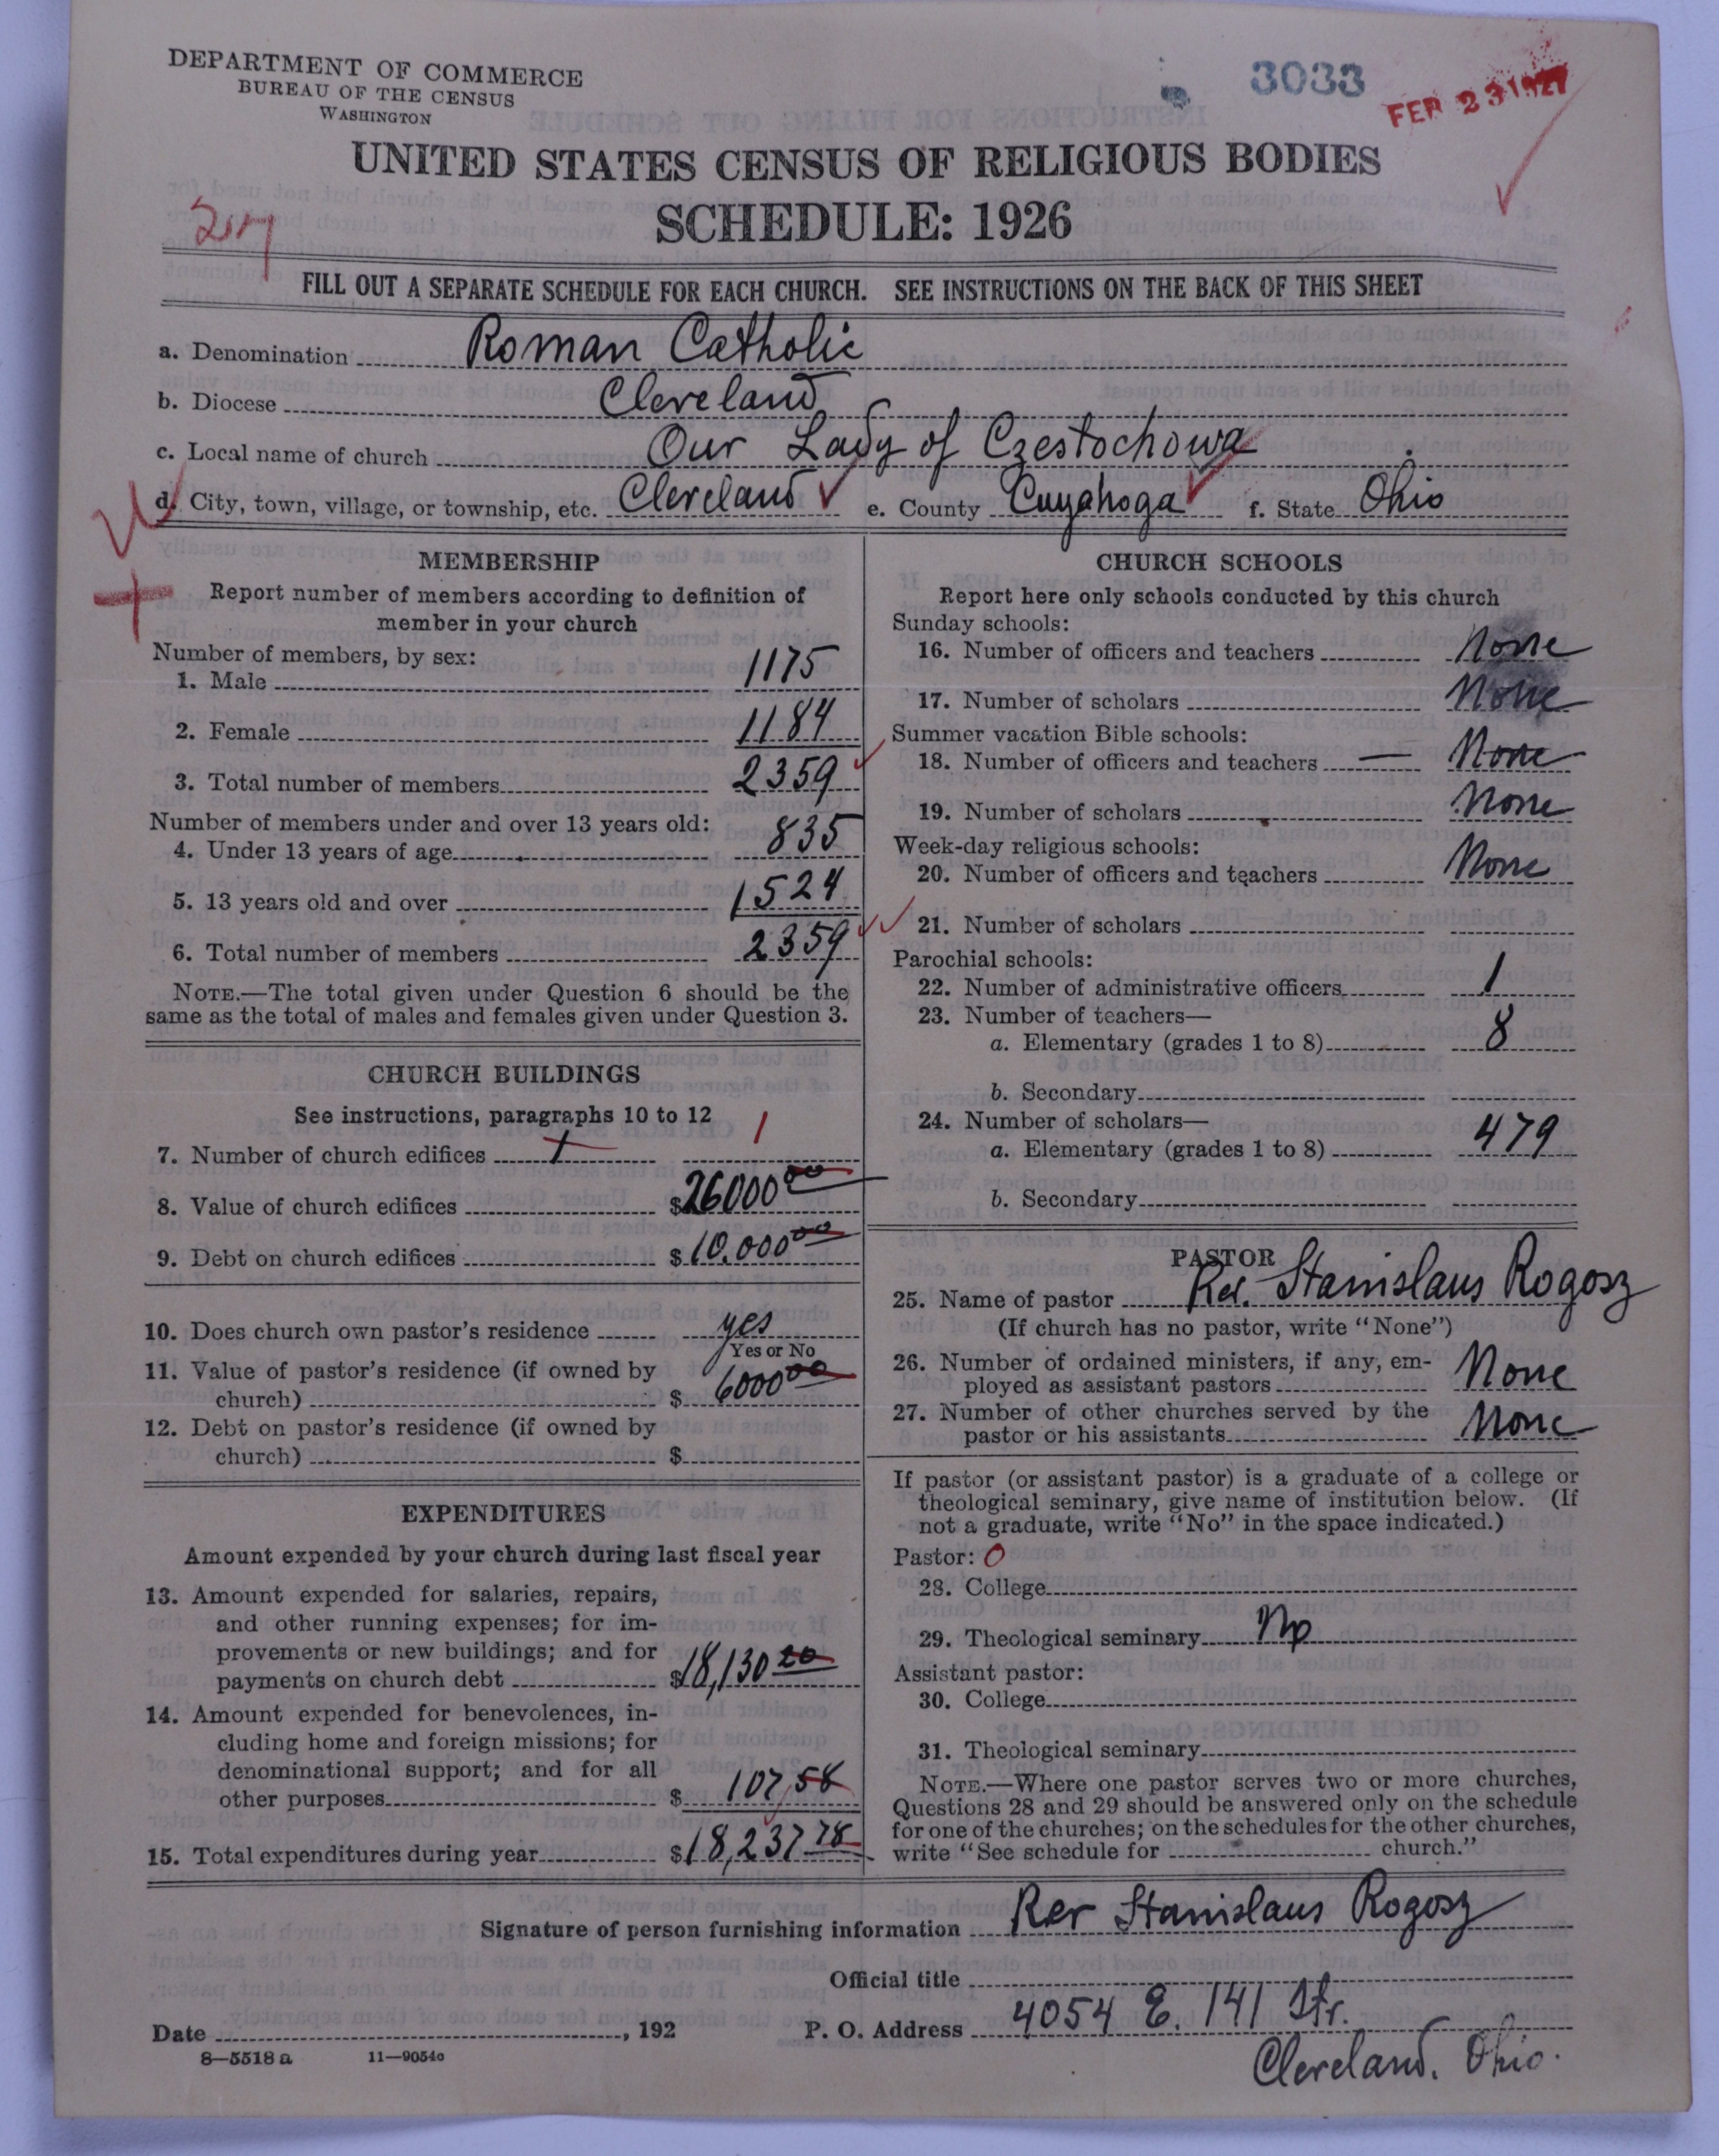 DEPARTMENT OF COMMERCE
BUREAU OF THE CENSUS
WASHINGTON
3033
FEB 23 1927
UNITED STATES CENSUS OF RELIGIOUS BODIES
SCHEDULE: 1926
FILL OUT A SEPARATE SCHEDULE FOR EACH CHURCH. SEE INSTRUCTIONS ON THE BACK OF THIS SHEET
a. Denomination Roman Catholic
b. Diocese Cleveland
c. Local name of church Our Lady of Czestochowa
d. City, town, village, or township, etc. Cleveland e. County Cuyahoga f. State Ohio
MEMBERSHIP
Report number of members according to definition of
member in your church
Number of members, by sex:
1. Male 1175
2. Female 1184
3. Total number of members 2359
Number of members under and over 13 years old:
4. Under 13 years of age 835
5. 13 years old and over 1524
6. Total number of members 2359
NOTE.—The total given under Question 6 should be the
same as the total of males and females given under Question 3.
CHURCH BUILDINGS
See instructions, paragraphs 10 to 12
7. Number of church edifices 1 1
8. Value of church edifices $26000 00
9. Debt on church edifices $10.000 00
10. Does church own pastor's residence yes
Yes or No
11. Value of pastor's residence (if owned by
church) $ 6000 00
12. Debt on pastor's residence (if owned by
church) $
EXPENDITURES
Amount expended by your church during last fiscal year
13. Amount expended for salaries, repairs,
and other running expenses; for im-
provements or new buildings; and for
payments on church debt $18,130 20
14. Amount expended for benevolences, in-
cluding home and foreign missions; for
denominational support; and for all
other purposes $ 107,58
15. Total expenditures during year $18,237 78
CHURCH SCHOOLS
Report here only schools conducted by this church
Sunday schools:
16. Number of officers and teachers None
17. Number of scholars None
Summer vacation Bible schools:
18. Number of officers and teachers — None
19. Number of scholars None
Week-day religious schools:
20. Number of officers and teachers None
21. Number of scholars
Parochial schools:
22. Number of administrative officers 1
23. Number of teachers—
a. Elementary (grades 1 to 8) 8
b. Secondary
24. Number of scholars—
a. Elementary (grades 1 to 8) 479
b. Secondary
PASTOR
25. Name of pastor Rev. Stanislaus Rogosz
(If church has no pastor, write "None")
26. Number of ordained ministers, if any, em-
ployed as assistant pastors None
27. Number of other churches served by the
pastor or his assistants None
If pastor (or assistant pastor) is a graduate of a college or
theological seminary, give name of institution below. (If
not a graduate, write "No" in the space indicated.)
Pastor: 0
28. College
29. Theological seminary No
Assistant pastor:
30. College
31. Theological seminary
NOTE.—Where one pastor serves two or more churches,
Questions 28 and 29 should be answered only on the schedule
for one of the churches; on the schedules for the other churches,
write "See schedule for church."
Signature of person furnishing information Rev Stanislaus Rogosz
Official title
Date , 192 P. O. Address 4054 E. 141 Str.
8—5518 a 11—9054c Cleveland, Ohio.